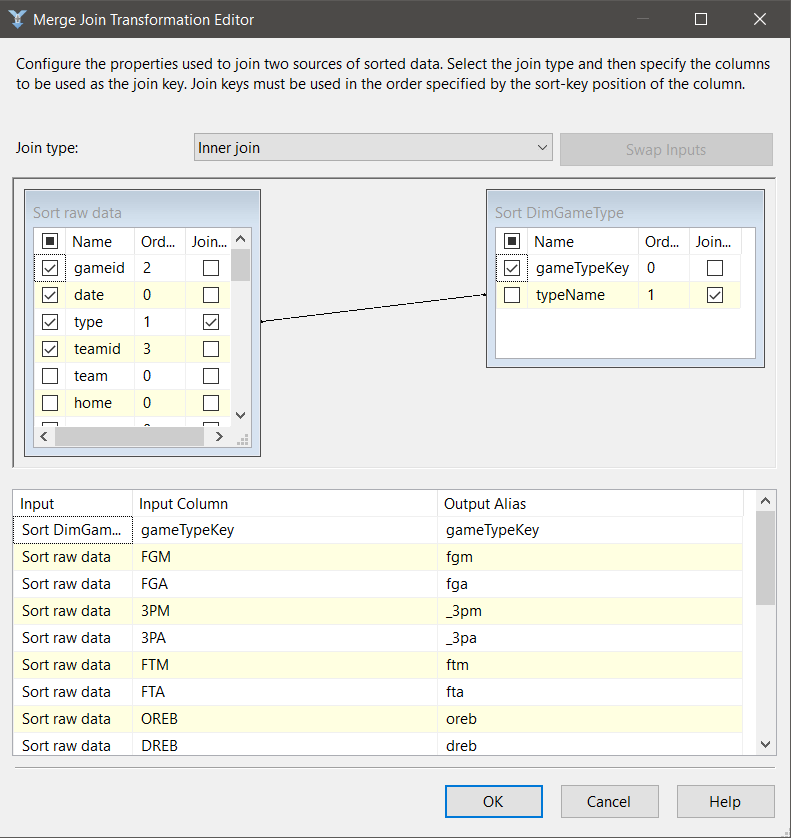 Merge Join Transformation Editor
Configure the properties used to join two sources of sorted data. Select the join type and then specify the columns
to be used as the join key. Join keys must be used in the order specified by the sort-key position of the column.
Join type: Inner join Swap Inputs
Sort raw data
Name Ord... Join...
gameid 2
date 0
type 1
teamid 3
team 0
home 0
Sort DimGameType
Name Ord... Join...
gameTypeKey 0
typeName 1
Input Input Column Output Alias
Sort DimGam... gameTypeKey gameTypeKey
Sort raw data FGM fgm
Sort raw data FGA fga
Sort raw data 3PM _3pm
Sort raw data 3PA _3pa
Sort raw data FTM ftm
Sort raw data FTA fta
Sort raw data OREB oreb
Sort raw data DREB dreb
OK Cancel Help